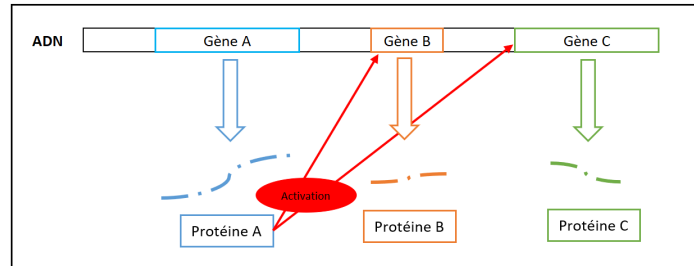 ADN Gène A Gène B Gène C
Activation
Protéine A Protéine B Protéine C